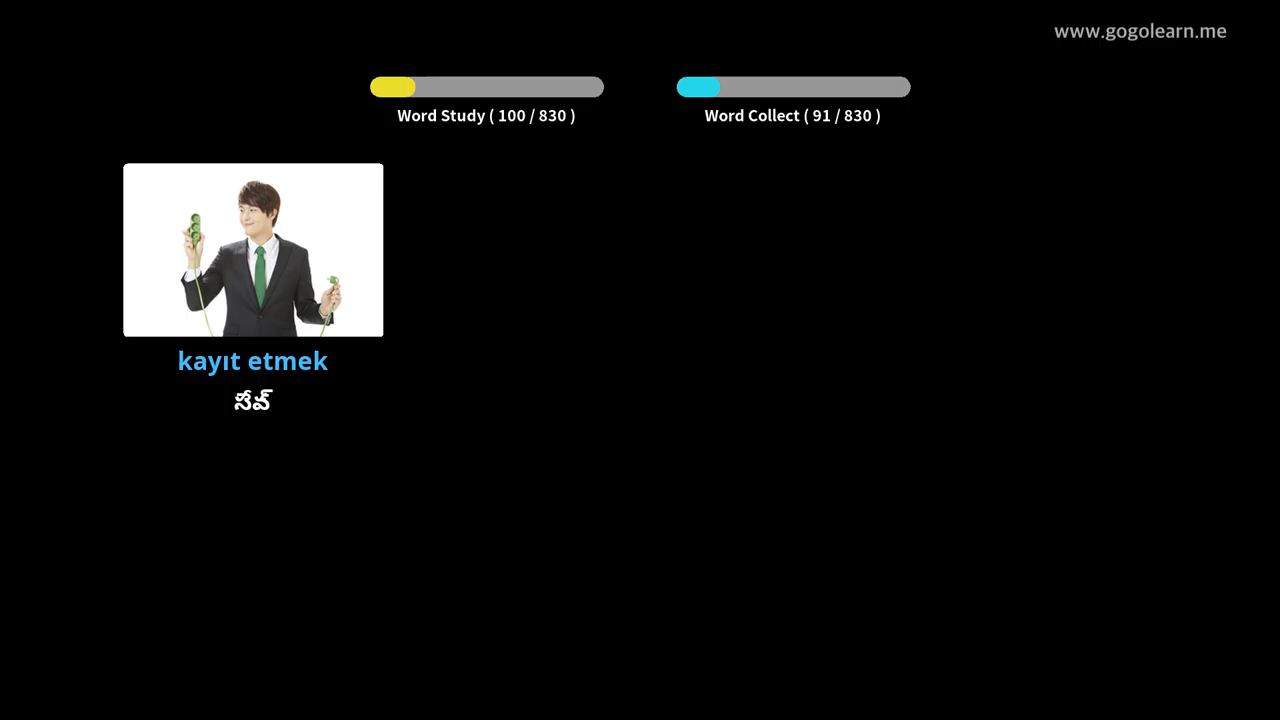 www.gogolearn.me
Word Study ( 100 / 830 )
Word Collect ( 91 / 830 )
kayıt etmek
సేవ్